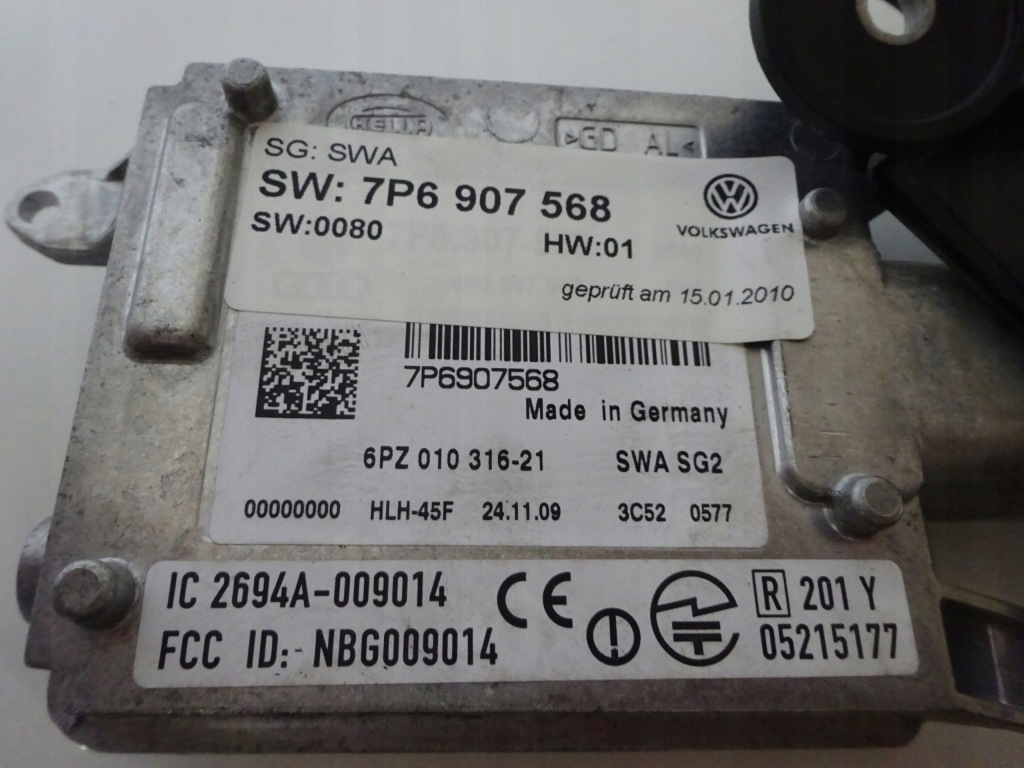 HELLA
>GD AL<
SG: SWA
SW: 7P6 907 568
SW:0080
HW:01
VOLKSWAGEN
geprüft am 15.01.2010
7P6907568
Made in Germany
6PZ 010 316-21 SWA SG2
00000000 HLH-45F 24.11.09 3C52 0577
IC 2694A-009014
FCC ID: NBG009014
CE
R 201 Y
05215177